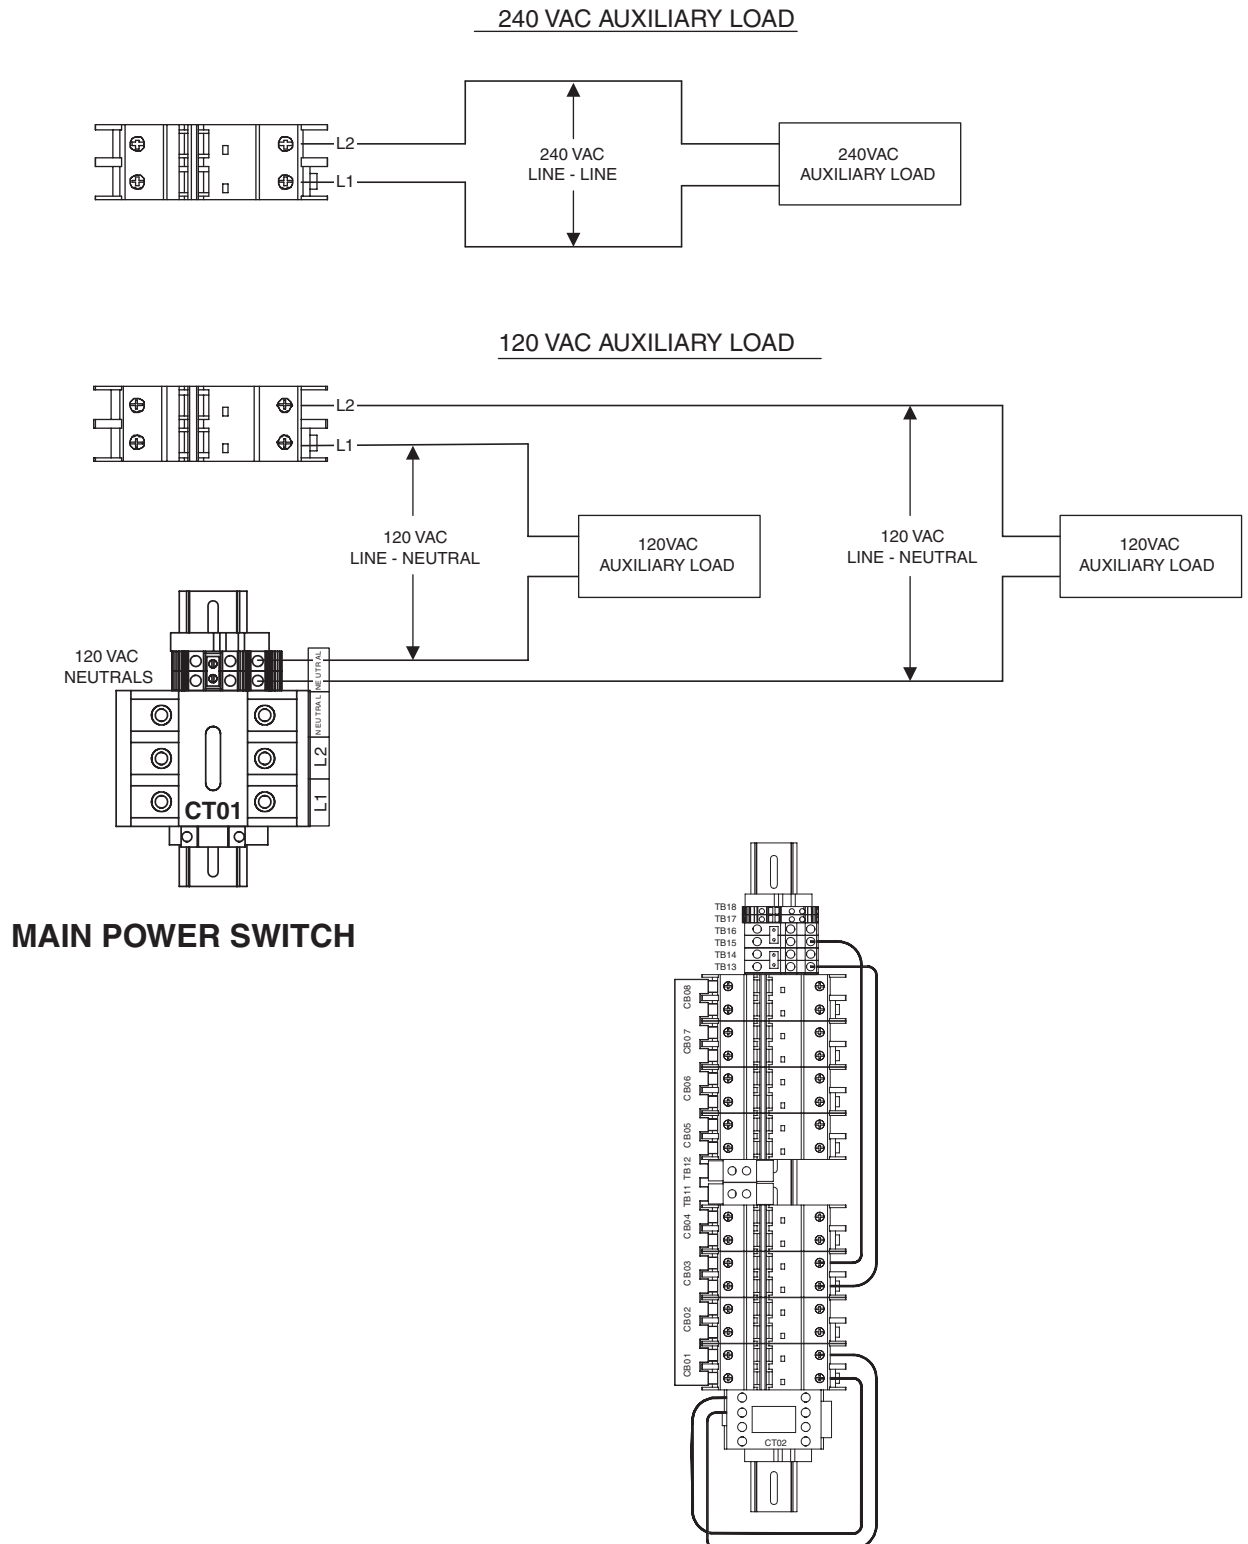 240 VAC AUXILIARY LOAD
L2
L1
240 VAC
LINE - LINE
240VAC
AUXILIARY LOAD
120 VAC AUXILIARY LOAD
L2
L1
120 VAC
LINE - NEUTRAL
120VAC
AUXILIARY LOAD
120 VAC
LINE - NEUTRAL
120VAC
AUXILIARY LOAD
120 VAC
NEUTRALS
NEUTRAL
NEUTRAL
L2
L1
CT01
MAIN POWER SWITCH
TB18
TB17
TB16
TB15
TB14
TB13
CB08
CB07
CB06
CB05
TB12
TB11
CB04
CB03
CB02
CB01
CT02